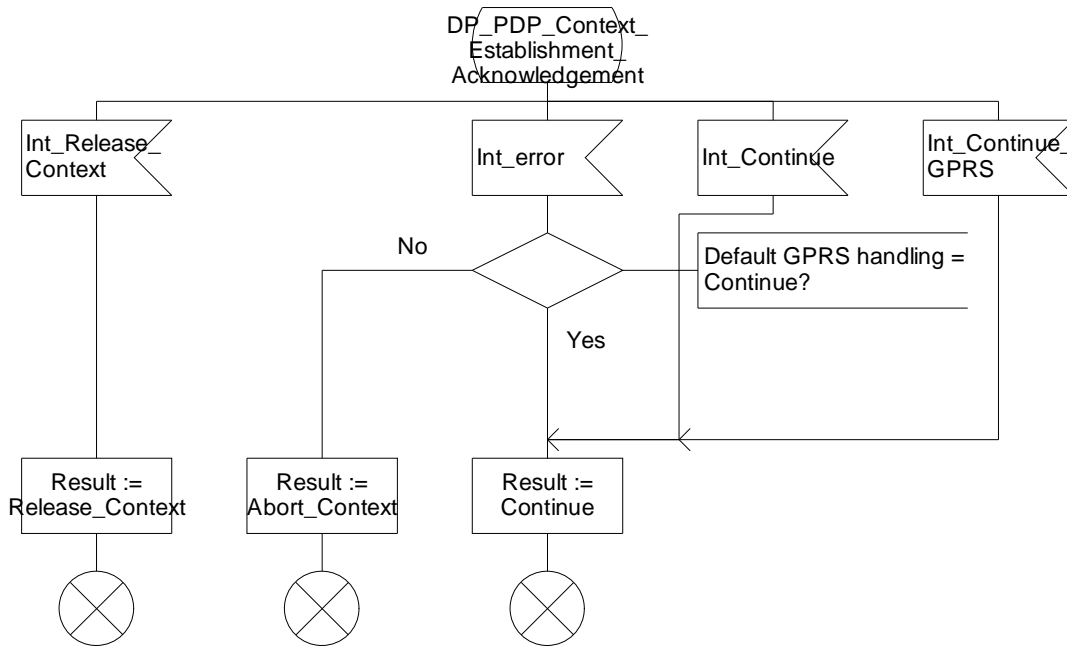 DP_PDP_Context_
Establishment_
Acknowledgement
Int_Release_
Context
Int_error
Int_Continue
Int_Continue_
GPRS
No
Default GPRS handling =
Continue?
Yes
Result :=
Release_Context
Result :=
Abort_Context
Result :=
Continue